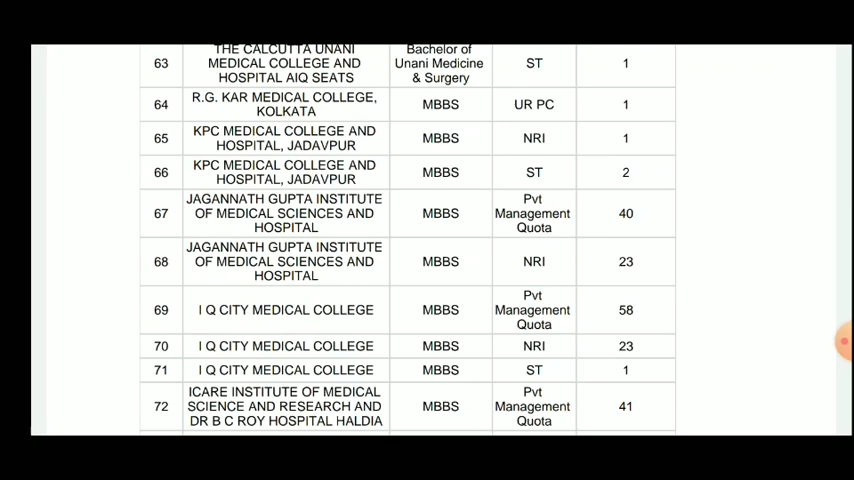 THE CALCUTTA UNANI
MEDICAL COLLEGE AND
HOSPITAL AIQ SEATS
63
Bachelor of
Unani Medicine
& Surgery
ST
1
64
R.G. KAR MEDICAL COLLEGE,
KOLKATA
MBBS
UR PC
1
65
KPC MEDICAL COLLEGE AND
HOSPITAL, JADAVPUR
MBBS
NRI
1
66
KPC MEDICAL COLLEGE AND
HOSPITAL, JADAVPUR
MBBS
ST
2
67
JAGANNATH GUPTA INSTITUTE
OF MEDICAL SCIENCES AND
HOSPITAL
MBBS
Pvt
Management
Quota
40
68
JAGANNATH GUPTA INSTITUTE
OF MEDICAL SCIENCES AND
HOSPITAL
MBBS
NRI
23
69
I Q CITY MEDICAL COLLEGE
MBBS
Pvt
Management
Quota
58
70
I Q CITY MEDICAL COLLEGE
MBBS
NRI
23
71
I Q CITY MEDICAL COLLEGE
MBBS
ST
1
72
ICARE INSTITUTE OF MEDICAL
SCIENCE AND RESEARCH AND
DR B C ROY HOSPITAL HALDIA
MBBS
Pvt
Management
Quota
41